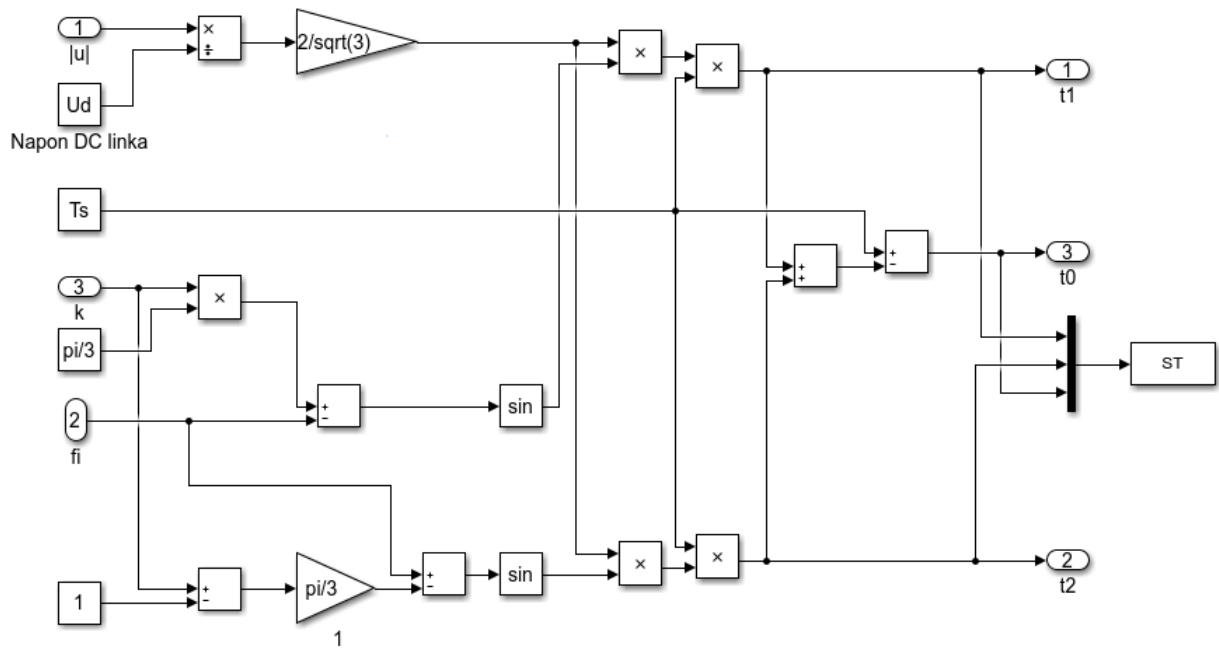 1
|u|
×
÷
2/sqrt(3)
×
×
1
t1
Ud
Napon DC linka
Ts
+
−
3
t0
+
+
3
k
×
pi/3
ST
+
−
sin
2
fi
+
−
sin
×
×
2
t2
1
+
−
pi/3
1